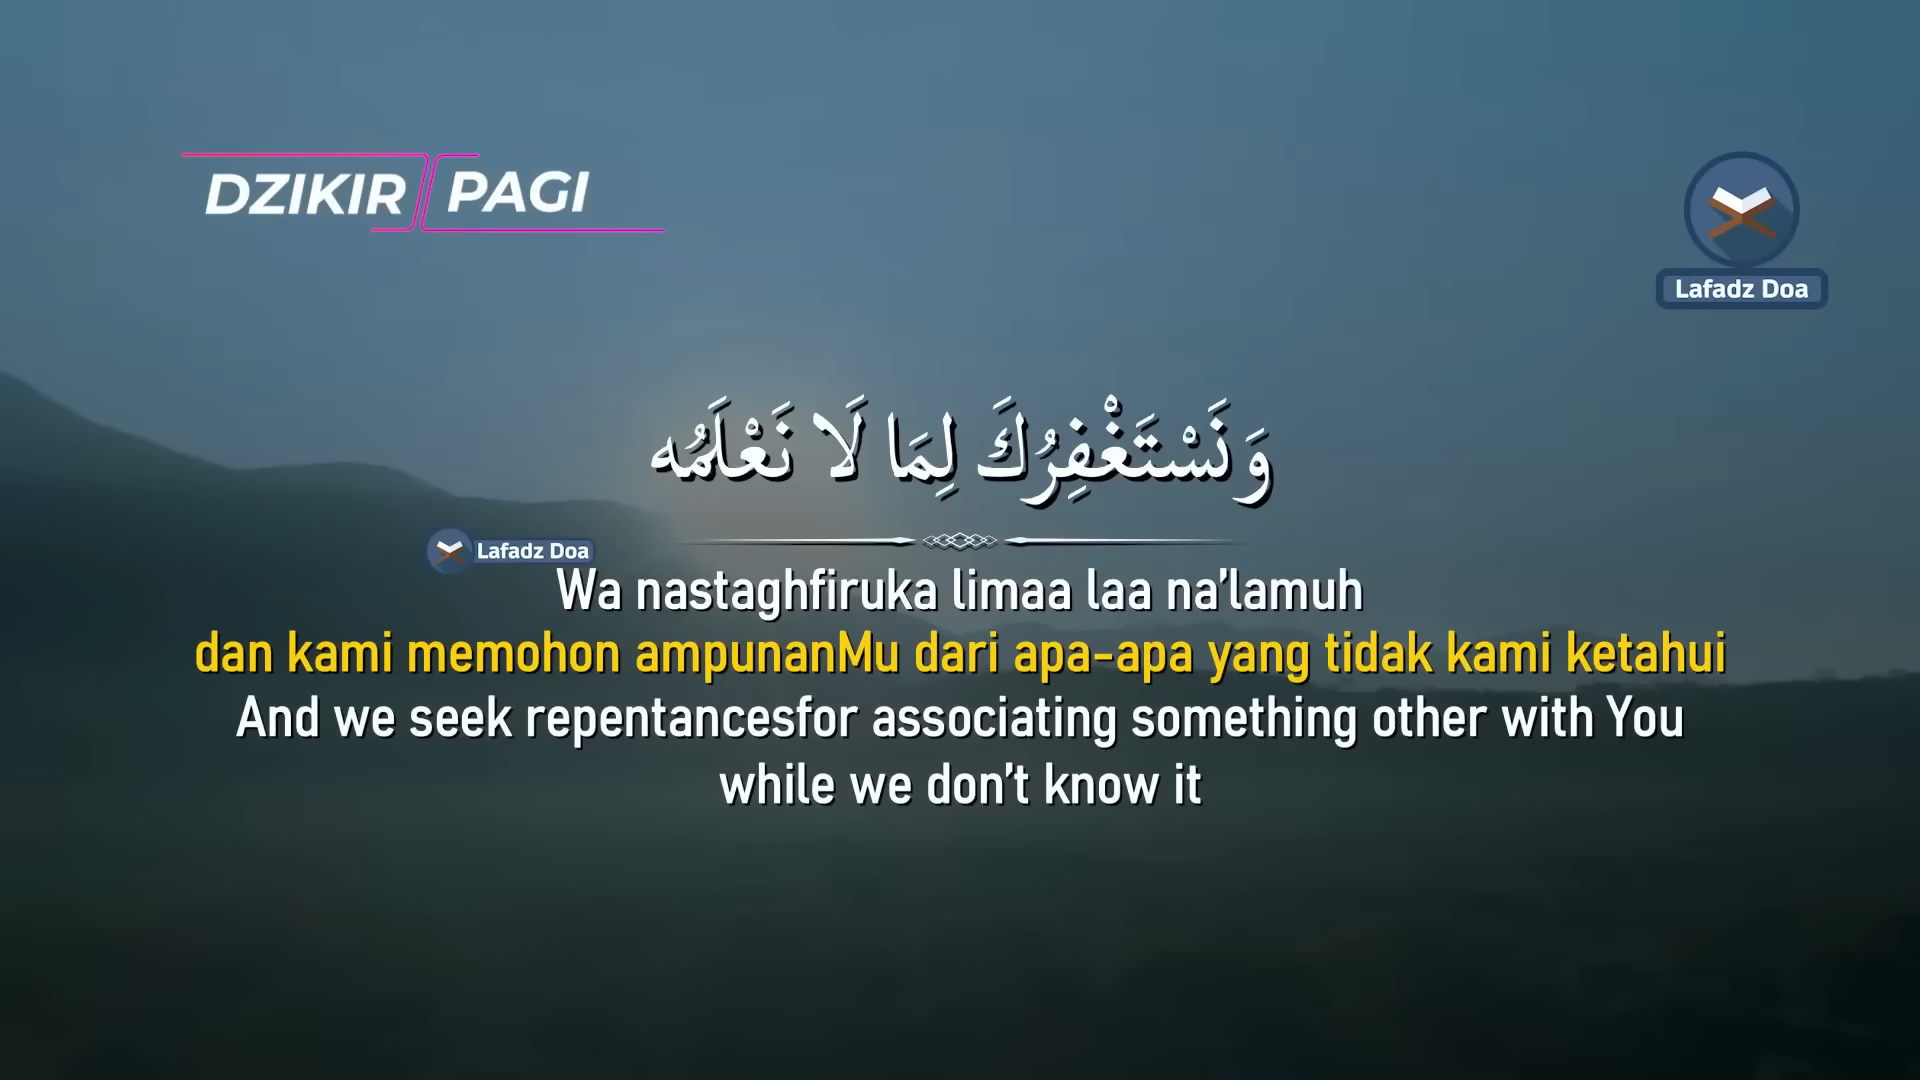 DZIKIR PAGI
Lafadz Doa
وَنَسْتَغْفِرُكَ لِمَا لَا نَعْلَمُه
Lafadz Doa
Wa nastaghfiruka limaa laa na’lamuh
dan kami memohon ampunanMu dari apa-apa yang tidak kami ketahui
And we seek repentancesfor associating something other with You
while we don’t know it